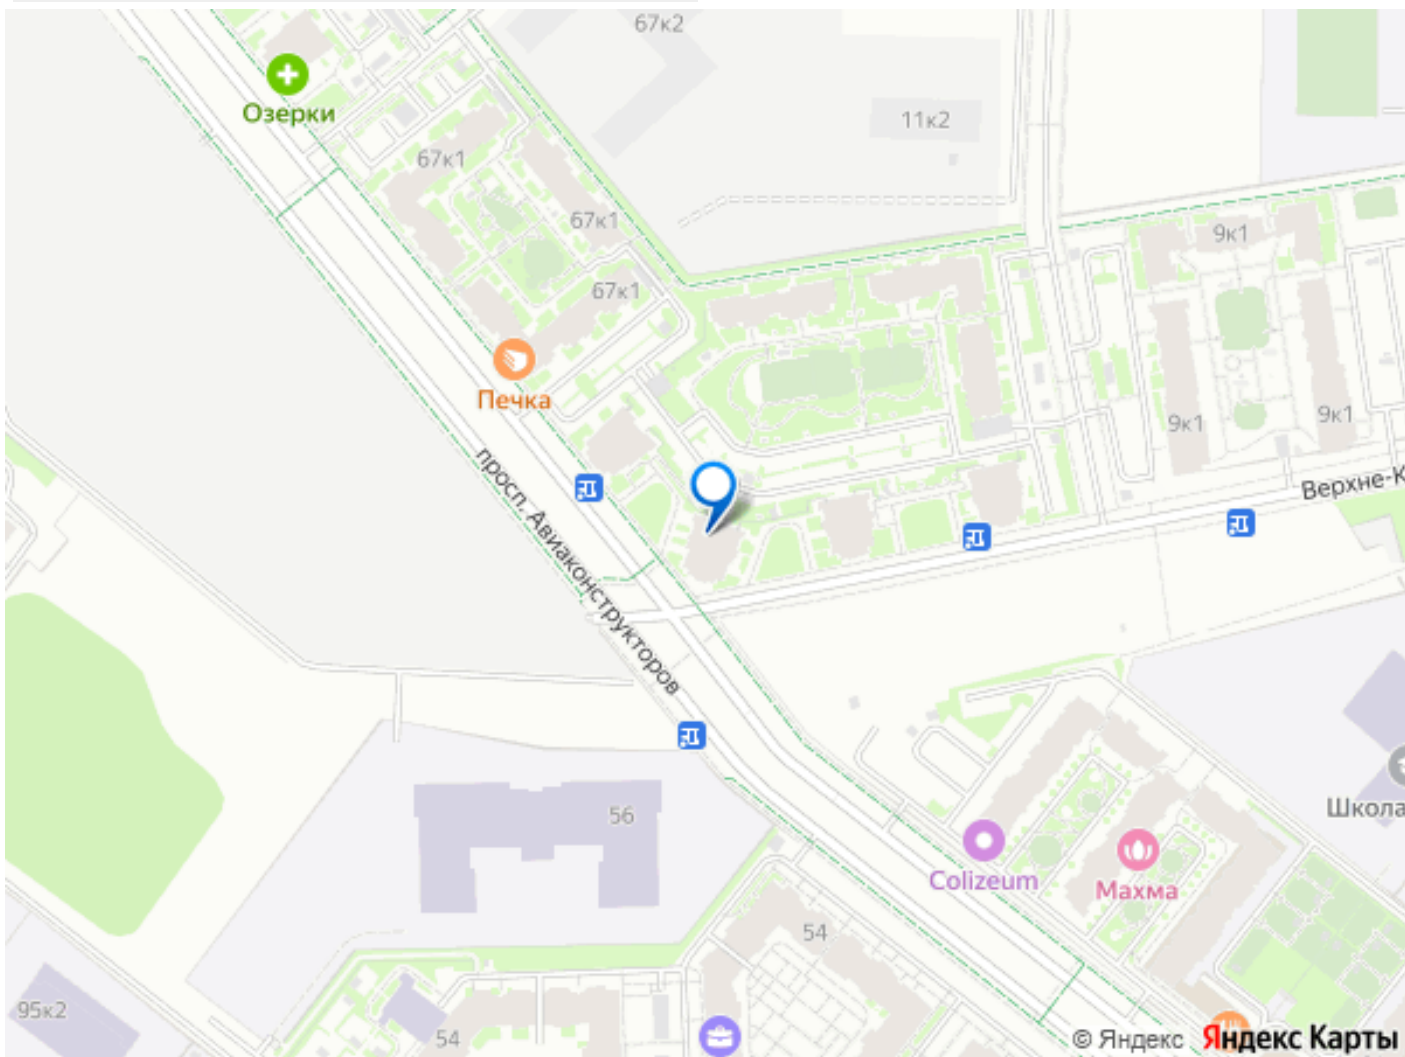 67к2
Озерки
11к2
67к1
67к1
9к1
67к1
Печка
9к1
9к1
просп. Авиаконструкторов
Верхне-К
56
Школа
Colizeum
Махма
54
95к2
54
© Яндекс Яндекс Карты